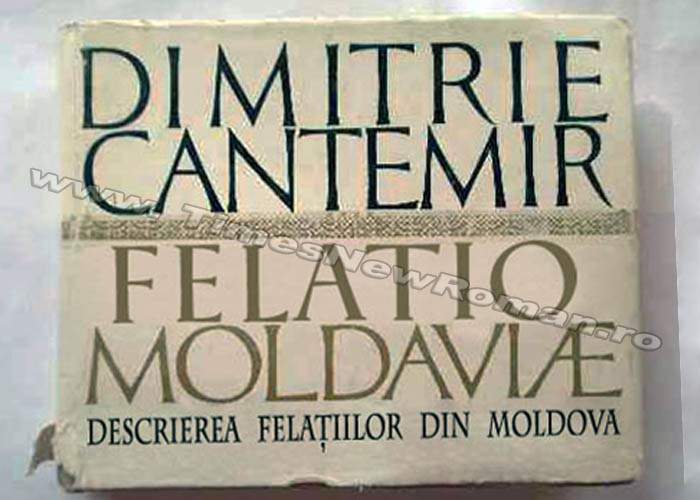 DIMITRIE
CANTEMIR
www.TimesNewRoman.ro
FELATIO
MOLDAVIÆ
DESCRIEREA FELAȚIILOR DIN MOLDOVA